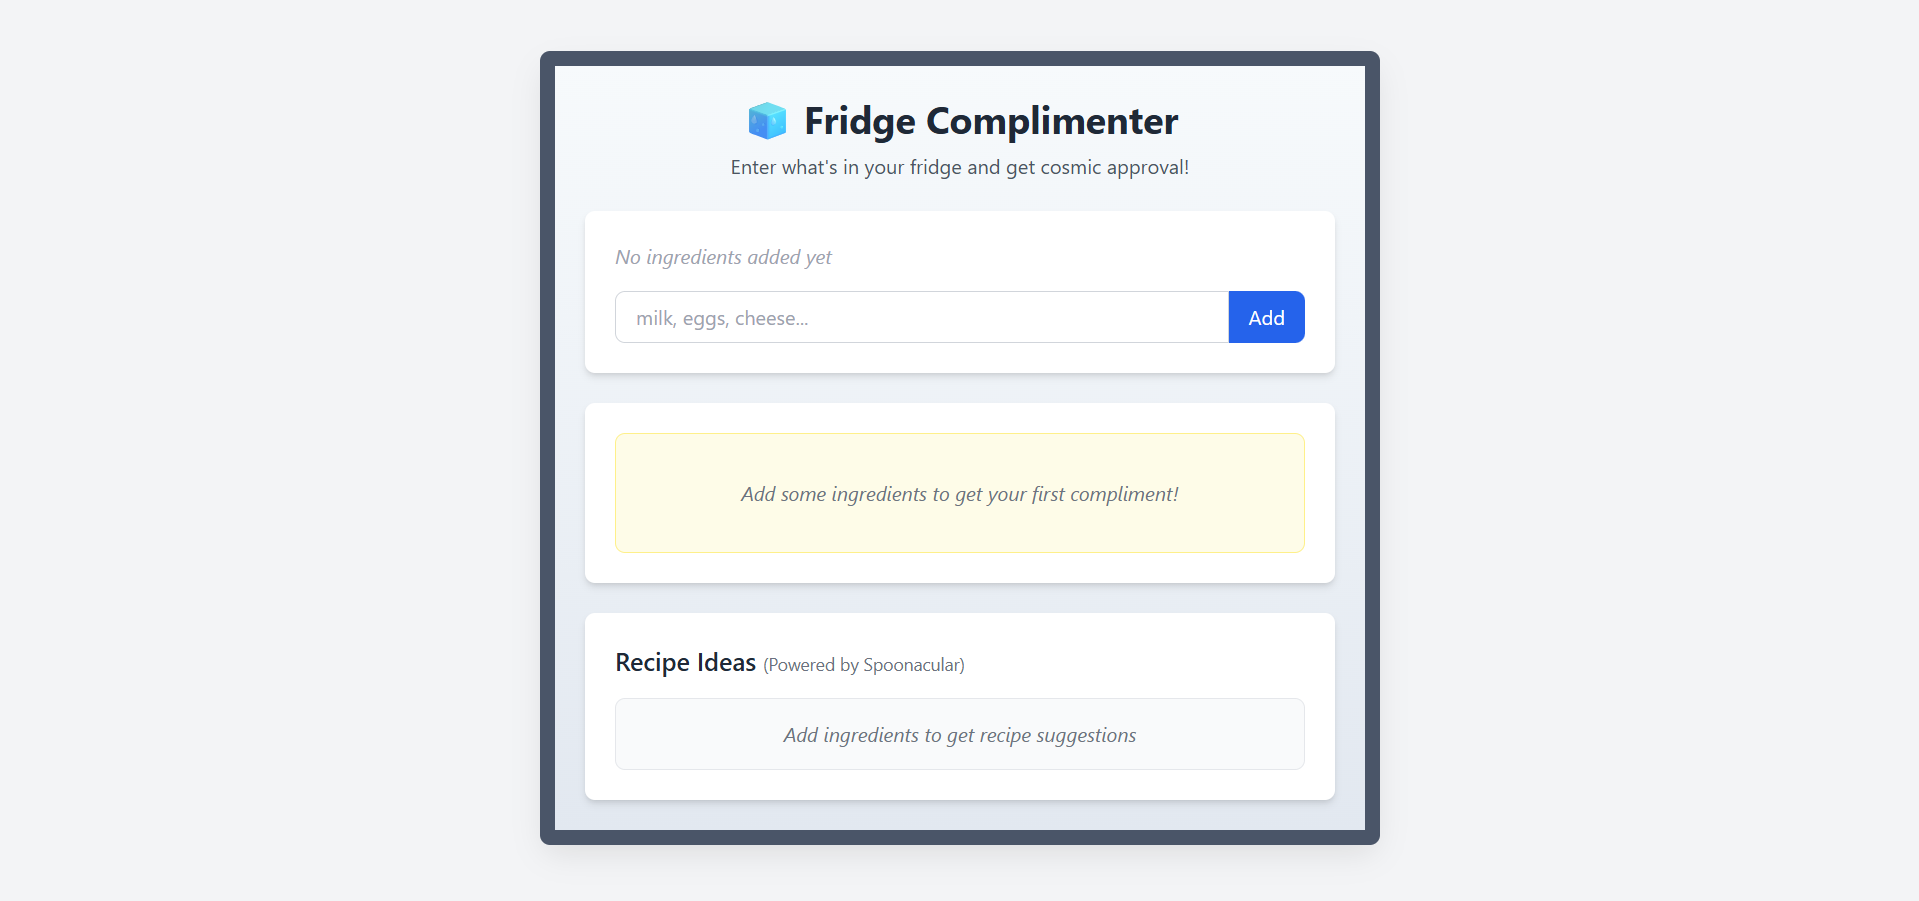 Fridge Complimenter
Enter what's in your fridge and get cosmic approval!
No ingredients added yet
milk, eggs, cheese...
Add
Add some ingredients to get your first compliment!
Recipe Ideas (Powered by Spoonacular)
Add ingredients to get recipe suggestions